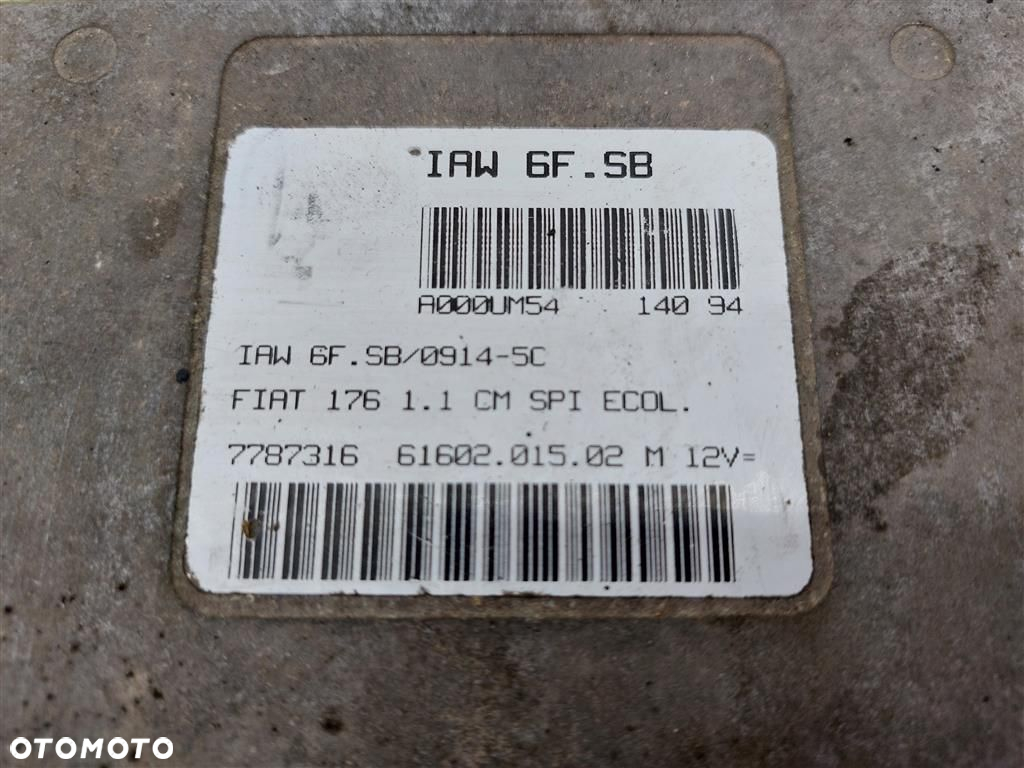 IAW 6F.SB
A000UM54 140 94
IAW 6F.SB/0914-5C
FIAT 176 1.1 CM SPI ECOL.
7787316 61602.015.02 M 12V=
OTOMOTO